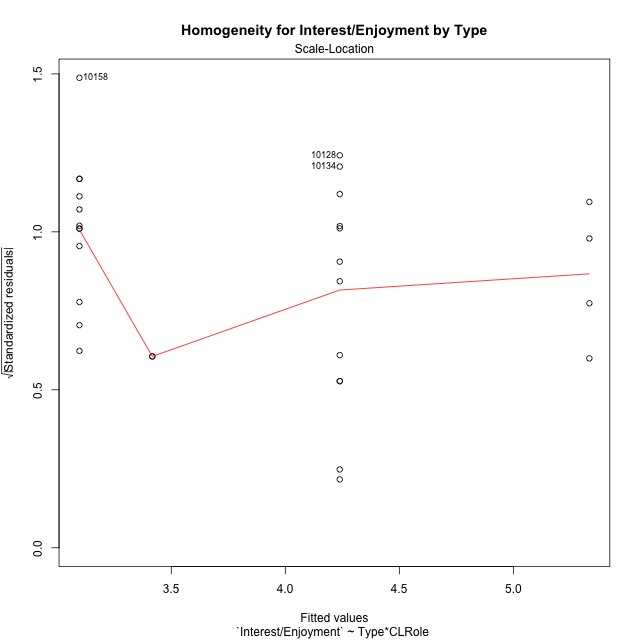 Homogeneity for Interest/Enjoyment by Type
Scale-Location
1.5
10158
10128
10134
1.0
√|Standardized residuals|
0.5
0.0
3.5 4.0 4.5 5.0
Fitted values
`Interest/Enjoyment` ~ Type*CLRole